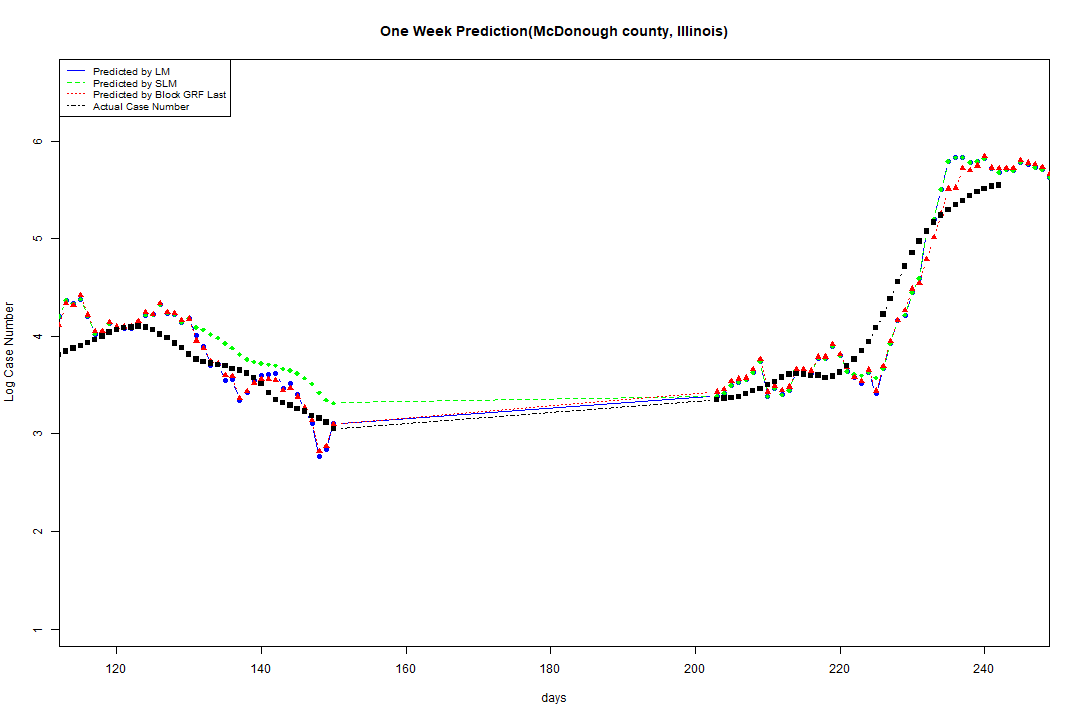 One Week Prediction(McDonough county, Illinois)
Predicted by LM
Predicted by SLM
Predicted by Block GRF Last
Actual Case Number
6
5
4
3
2
1
Log Case Number
120 140 160 180 200 220 240
days